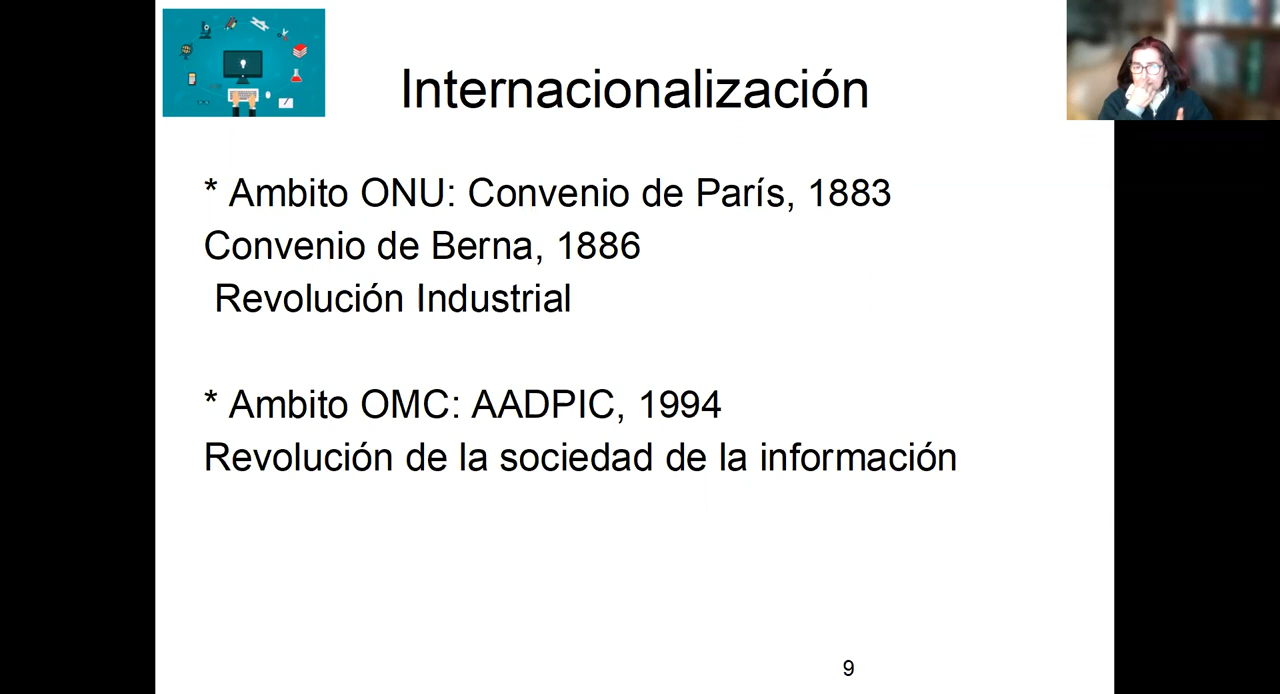 Internacionalización
* Ambito ONU: Convenio de París, 1883
Convenio de Berna, 1886
Revolución Industrial
* Ambito OMC: AADPIC, 1994
Revolución de la sociedad de la información
9